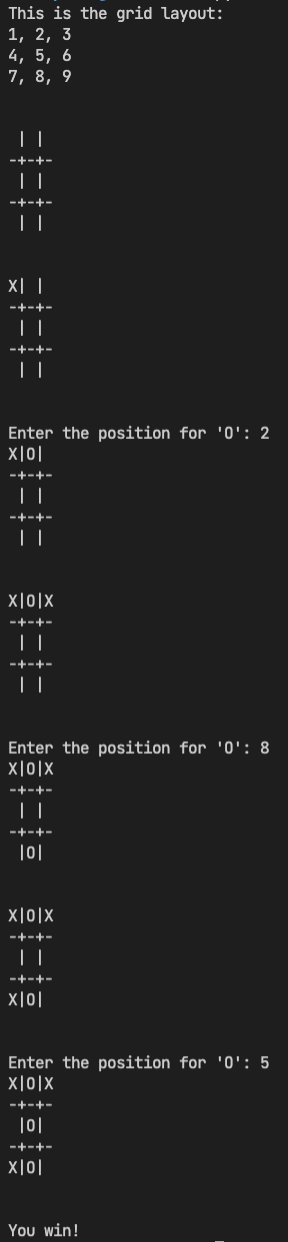 This is the grid layout:
1, 2, 3
4, 5, 6
7, 8, 9

 | | 
-+-+-
 | | 
-+-+-
 | | 

X| | 
-+-+-
 | | 
-+-+-
 | | 

Enter the position for 'O': 2
X|O| 
-+-+-
 | | 
-+-+-
 | | 

X|O|X
-+-+-
 | | 
-+-+-
 | | 

Enter the position for 'O': 8
X|O|X
-+-+-
 | | 
-+-+-
 |O| 

X|O|X
-+-+-
 | | 
-+-+-
X|O| 

Enter the position for 'O': 5
X|O|X
-+-+-
 |O| 
-+-+-
X|O| 

You win!